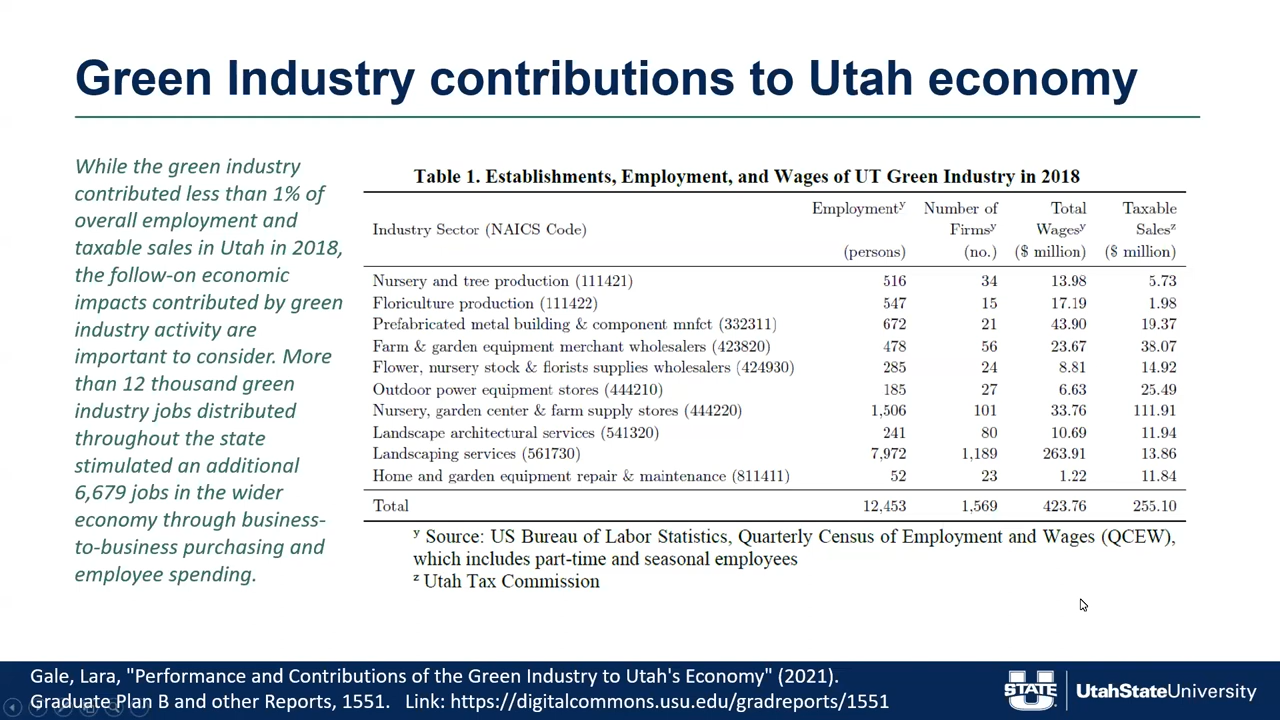 Green Industry contributions to Utah economy
While the green industry
contributed less than 1% of
overall employment and
taxable sales in Utah in 2018,
the follow-on economic
impacts contributed by green
industry activity are
important to consider. More
than 12 thousand green
industry jobs distributed
throughout the state
stimulated an additional
6,679 jobs in the wider
economy through business-
to-business purchasing and
employee spending.
Table 1. Establishments, Employment, and Wages of UT Green Industry in 2018
Employmentʸ Number of Total Taxable
Industry Sector (NAICS Code) Firmsʸ Wagesʸ Salesᶻ
(persons) (no.) ($ million) ($ million)
Nursery and tree production (111421) 516 34 13.98 5.73
Floriculture production (111422) 547 15 17.19 1.98
Prefabricated metal building & component mnfct (332311) 672 21 43.90 19.37
Farm & garden equipment merchant wholesalers (423820) 478 56 23.67 38.07
Flower, nursery stock & florists supplies wholesalers (424930) 285 24 8.81 14.92
Outdoor power equipment stores (444210) 185 27 6.63 25.49
Nursery, garden center & farm supply stores (444220) 1,506 101 33.76 111.91
Landscape architectural services (541320) 241 80 10.69 11.94
Landscaping services (561730) 7,972 1,189 263.91 13.86
Home and garden equipment repair & maintenance (811411) 52 23 1.22 11.84
Total 12,453 1,569 423.76 255.10
ʸ Source: US Bureau of Labor Statistics, Quarterly Census of Employment and Wages (QCEW),
which includes part-time and seasonal employees
ᶻ Utah Tax Commission
Gale, Lara, "Performance and Contributions of the Green Industry to Utah's Economy" (2021).
Graduate Plan B and other Reports, 1551. Link: https://digitalcommons.usu.edu/gradreports/1551
U STATE
UtahStateUniversity